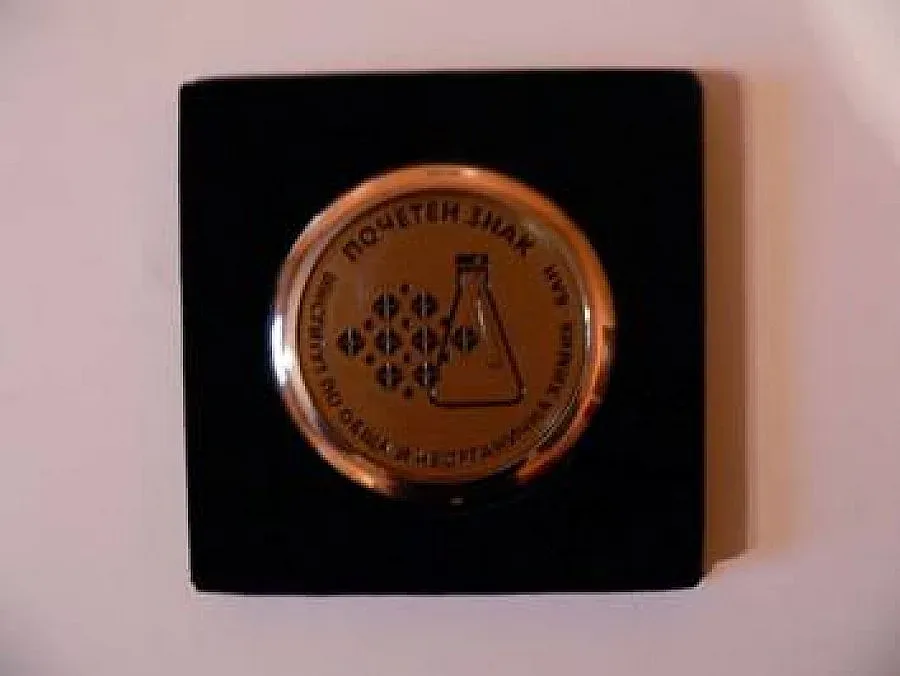 ПОЧЕТЕН ЗНАК
ИНСТИТУТ ПО ОБЩА И НЕОРГАНИЧНА ХИМИЯ БАН